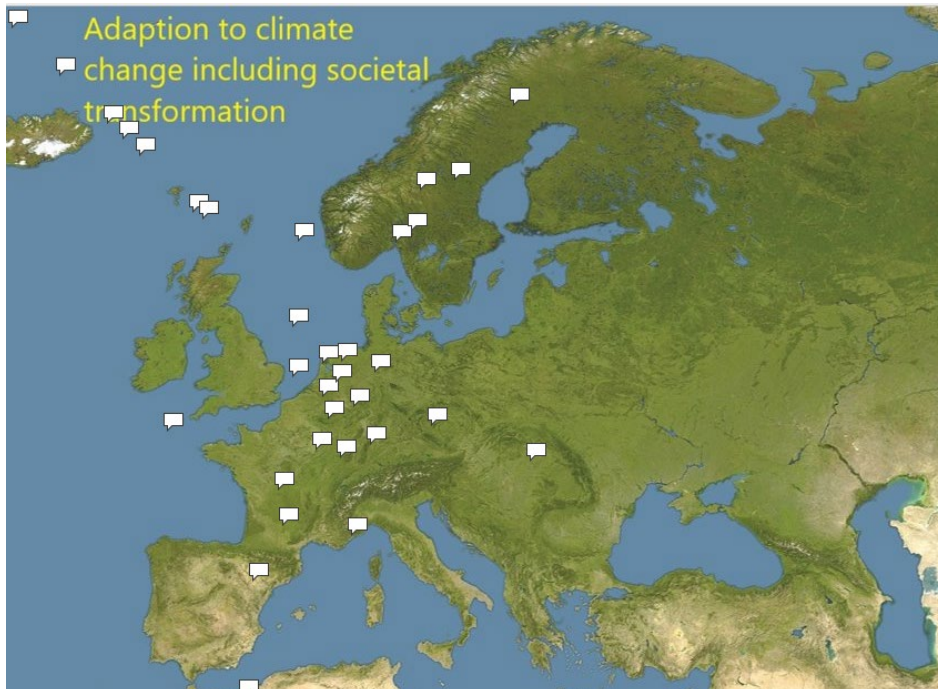 Adaption to climate
change including societal
transformation